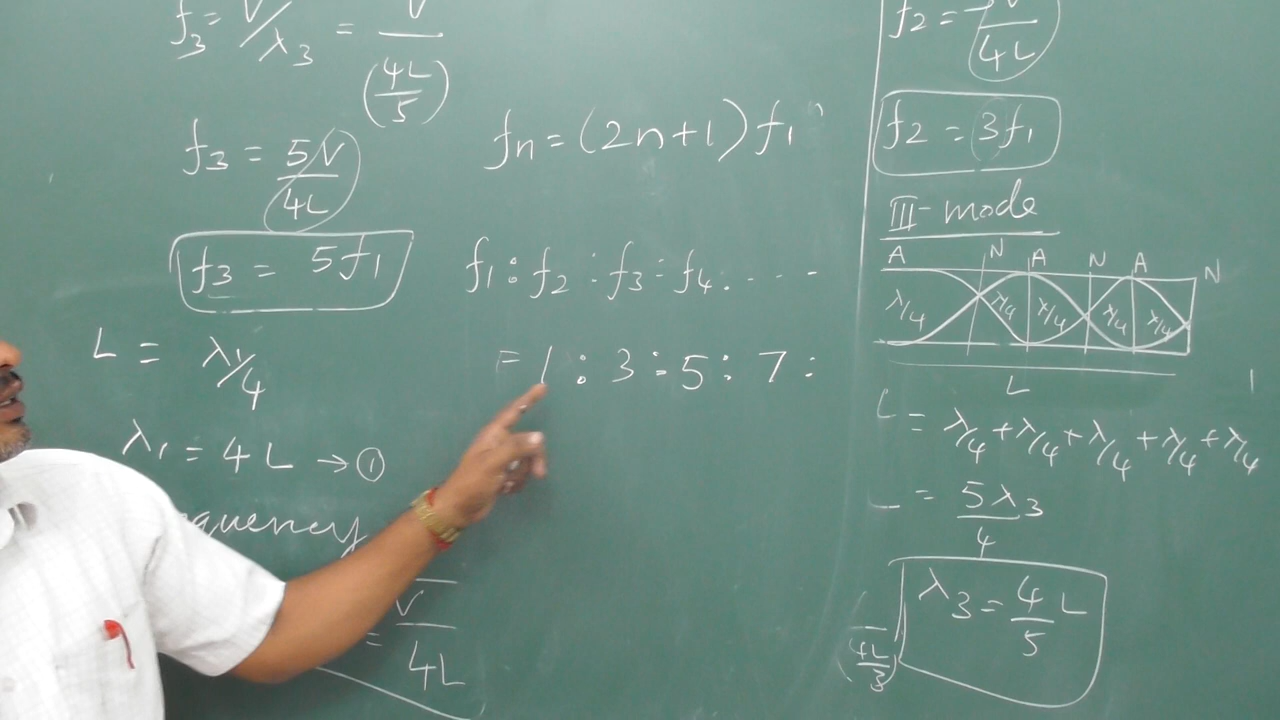 f₃ = V/λ₃ = V/(4L/5)
f₃ = 5V/4L
f₃ = 5f₁
L = λ₁/4
λ₁ = 4L → ①
V/4L
fn = (2n+1) f₁
f₁ : f₂ : f₃ : f₄ : - - - -
= 1 : 3 : 5 : 7 :
f₂ = 3V/4L
f₂ = 3f₁
III - mode
A N A N A N
λ/4 λ/4 λ/4 λ/4 λ/4
L
L = λ/4 + λ/4 + λ/4 + λ/4 + λ/4
L = 5λ₃/4
λ₃ = 4L/5
4L/3